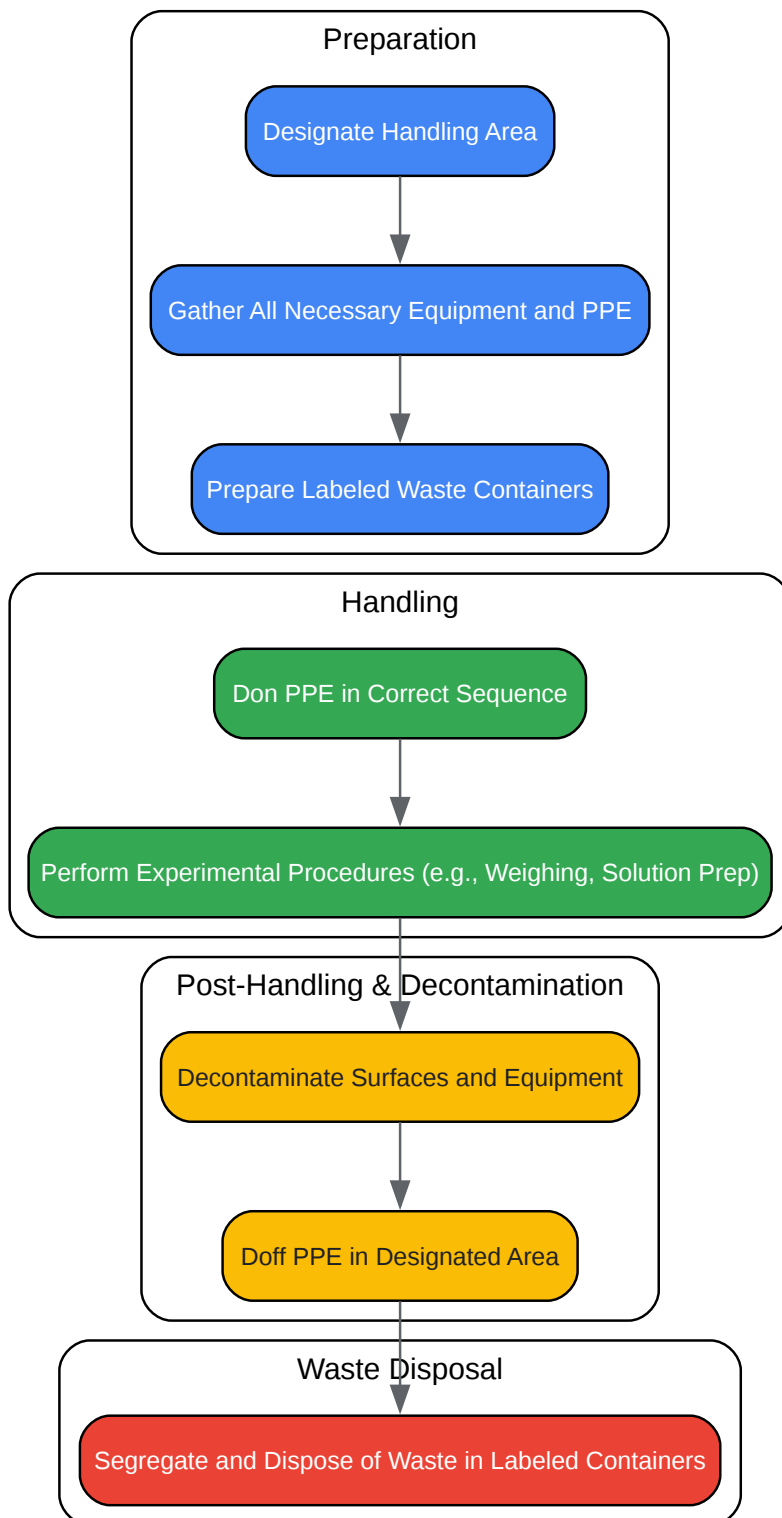 Preparation
Designate Handling Area
Gather All Necessary Equipment and PPE
Prepare Labeled Waste Containers
Handling
Don PPE in Correct Sequence
Perform Experimental Procedures (e.g., Weighing, Solution Prep)
Post-Handling & Decontamination
Decontaminate Surfaces and Equipment
Doff PPE in Designated Area
Waste Disposal
Segregate and Dispose of Waste in Labeled Containers